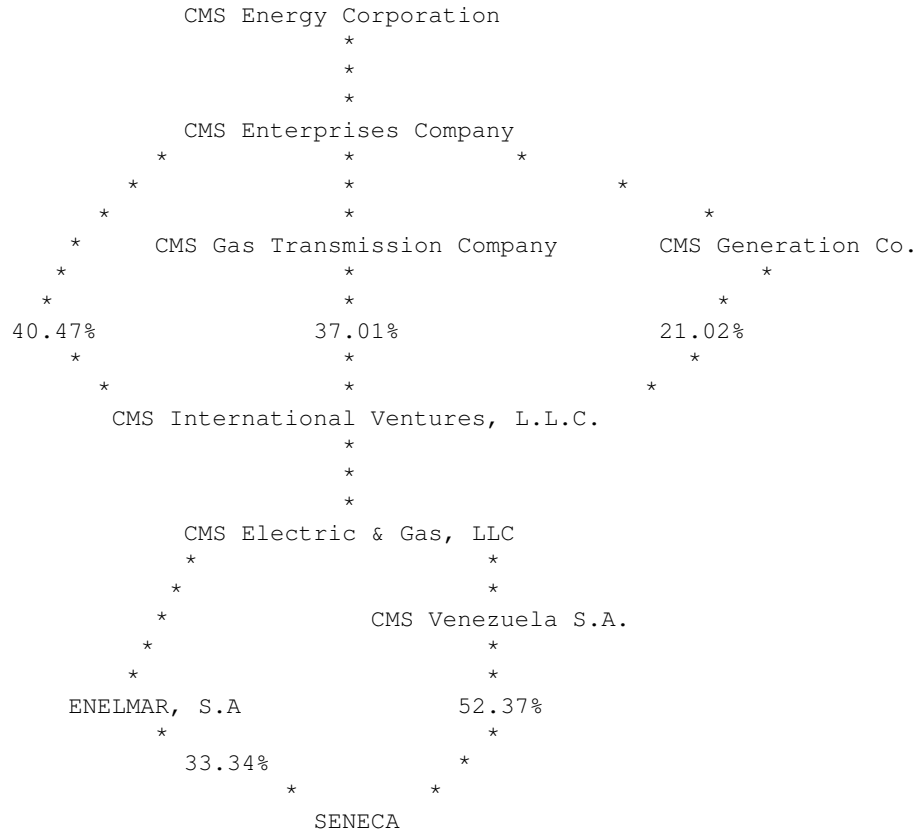 CMS Energy Corporation
*
*
*
CMS Enterprises Company
* * *
* * *
* * *
* CMS Gas Transmission Company CMS Generation Co.
* * *
* * *
40.47% 37.01% 21.02%
* * *
* * *
CMS International Ventures, L.L.C.
*
*
*
CMS Electric & Gas, LLC
* *
* *
* CMS Venezuela S.A.
* *
* *
ENELMAR, S.A 52.37%
* *
33.34% *
* *
SENECA